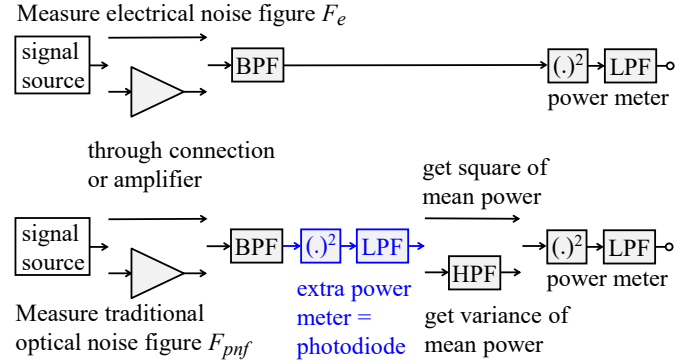 Measure electrical noise figure F_e
signal
source
BPF
(.)²
LPF
power meter
through connection
or amplifier
get square of
mean power
signal
source
BPF
(.)²
LPF
HPF
(.)²
LPF
power meter
Measure traditional
optical noise figure F_pnf
extra power
meter =
photodiode
get variance of
mean power